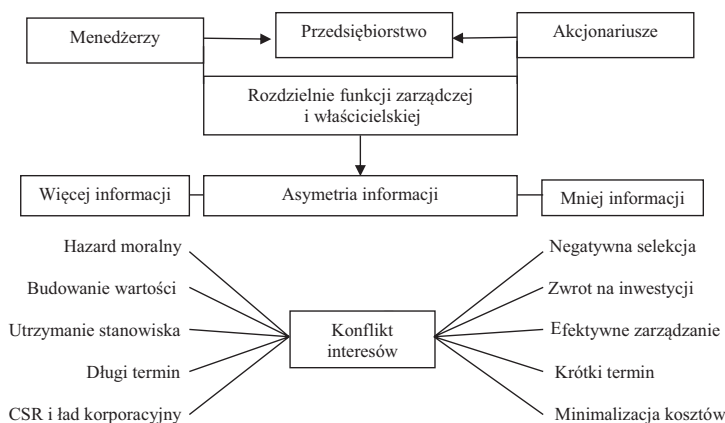 Menedżerzy
Przedsiębiorstwo
Akcjonariusze
Rozdzielnie funkcji zarządczej
i właścicielskiej
Więcej informacji
Asymetria informacji
Mniej informacji
Hazard moralny
Negatywna selekcja
Budowanie wartości
Zwrot na inwestycji
Utrzymanie stanowiska
Konflikt
interesów
Efektywne zarządzanie
Długi termin
Krótki termin
CSR i ład korporacyjny
Minimalizacja kosztów